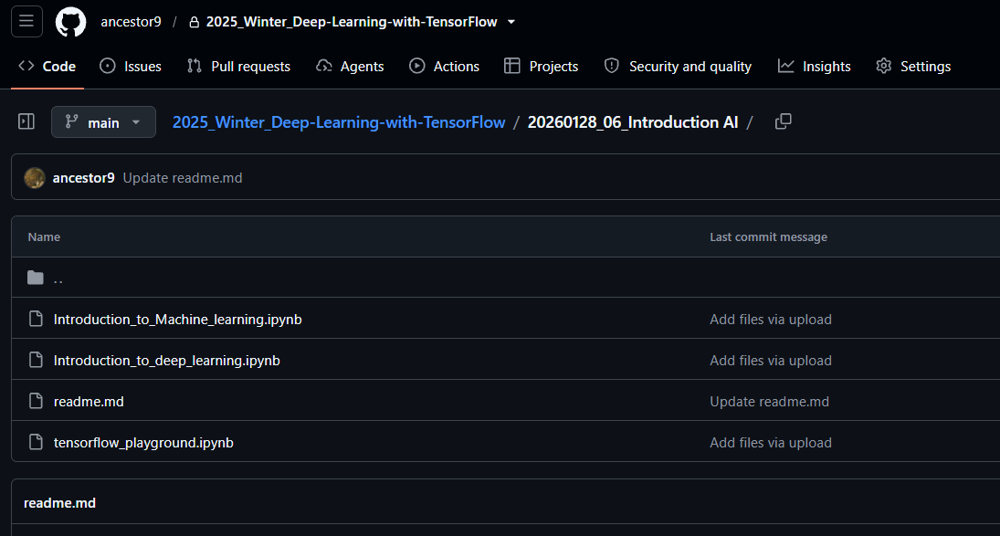 ancestor9 / 2025_Winter_Deep-Learning-with-TensorFlow
Code Issues Pull requests Agents Actions Projects Security and quality Insights Settings
main 2025_Winter_Deep-Learning-with-TensorFlow / 20260128_06_Introduction AI /
ancestor9 Update readme.md
Name Last commit message
..
Introduction_to_Machine_learning.ipynb Add files via upload
Introduction_to_deep_learning.ipynb Add files via upload
readme.md Update readme.md
tensorflow_playground.ipynb Add files via upload
readme.md